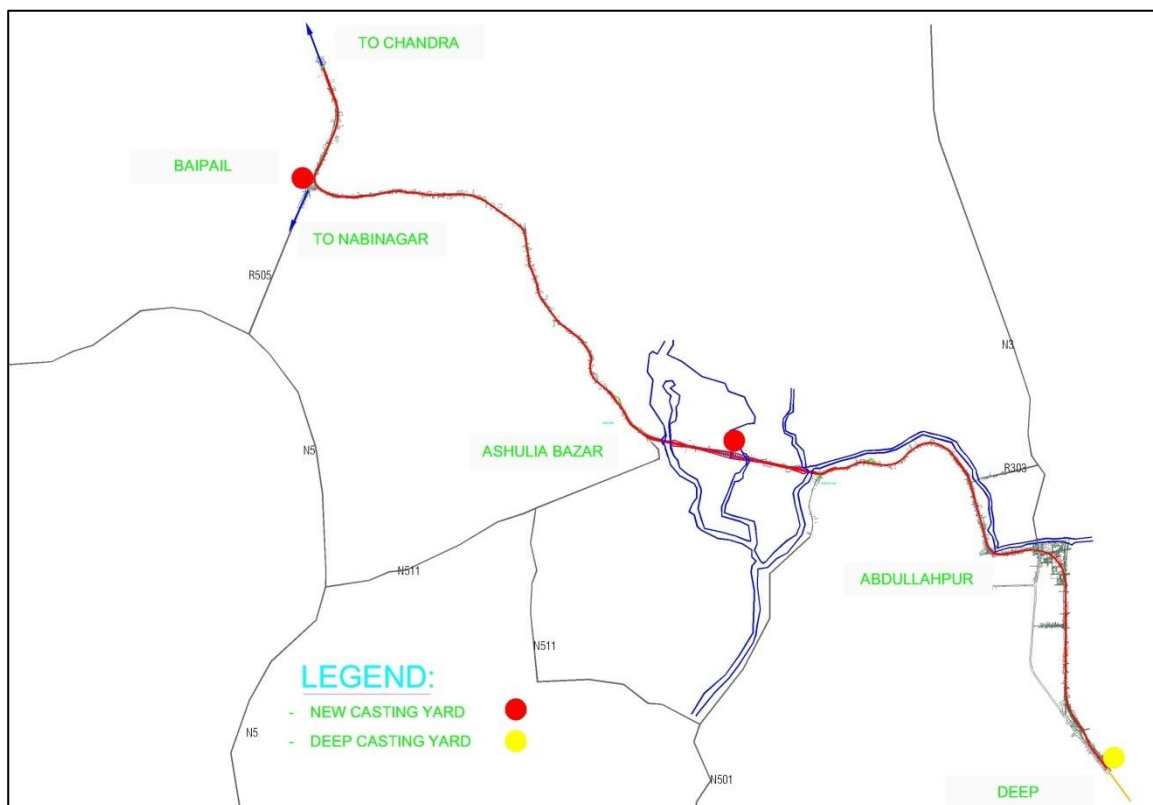 TO CHANDRA
BAIPAIL
TO NABINAGAR
R505
N3
N5
ASHULIA BAZAR
R303
N511
ABDULLAHPUR
N511
LEGEND:
- NEW CASTING YARD
- DEEP CASTING YARD
N5
N501
DEEP